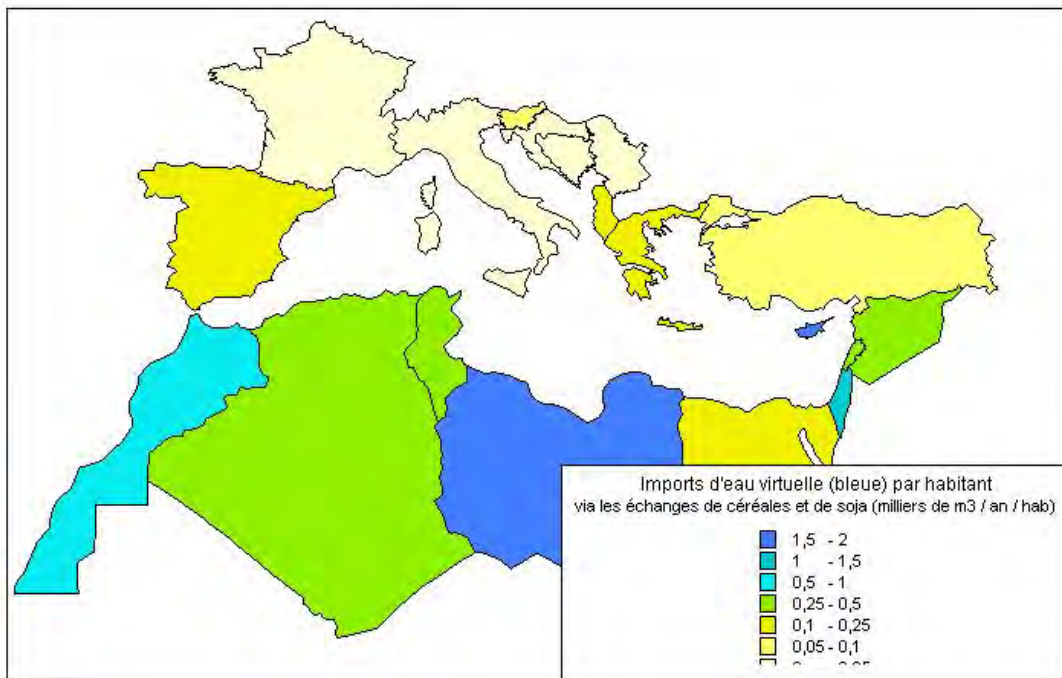 Imports d'eau virtuelle (bleue) par habitant
via les échanges de céréales et de soja (milliers de m3 / an / hab)
1,5 - 2
1 - 1,5
0,5 - 1
0,25 - 0,5
0,1 - 0,25
0,05 - 0,1